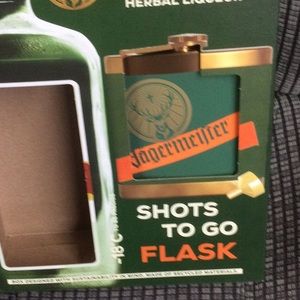 HERBAL LIQUEUR
Jägermeister
SHOTS
TO GO
FLASK
-18°C
BOX DESIGNED WITH SUSTAINABILITY IN MIND, MADE OF RECYCLED MATERIALS